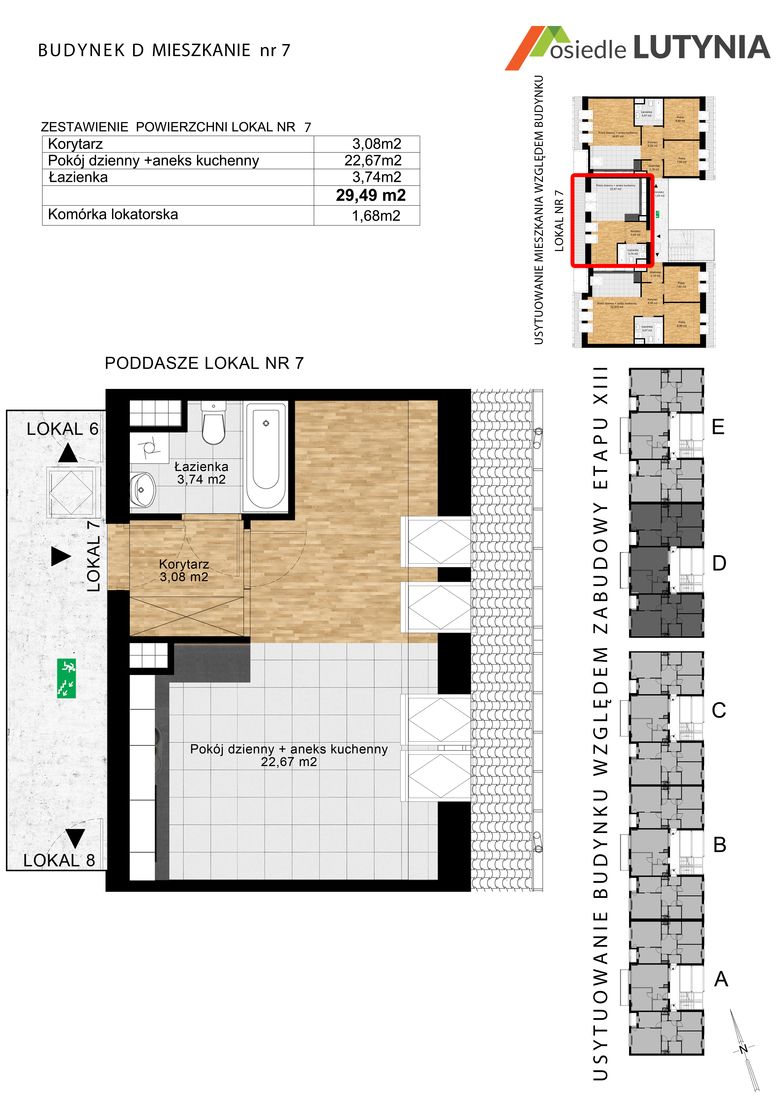 BUDYNEK D MIESZKANIE nr 7
osiedle LUTYNIA
ZESTAWIENIE POWIERZCHNI LOKAL NR 7
Korytarz 3,08m2
Pokój dzienny +aneks kuchenny 22,67m2
Łazienka 3,74m2
29,49 m2
Komórka lokatorska 1,68m2
USYTUOWANIE MIESZKANIA WZGLĘDEM BUDYNKU
LOKAL NR 7
PODDASZE LOKAL NR 7
LOKAL 6
Łazienka
3,74 m2
LOKAL 7
Korytarz
3,08 m2
Pokój dzienny + aneks kuchenny
22,67 m2
LOKAL 8
USYTUOWANIE BUDYNKU WZGLĘDEM ZABUDOWY ETAPU XIII
E
D
C
B
A
N